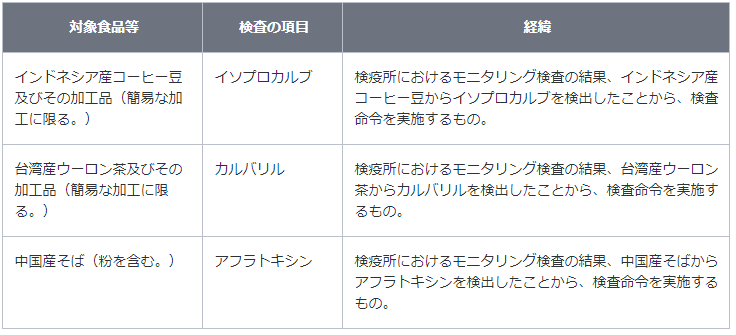 対象食品等
検査の項目
経緯
インドネシア産コーヒー豆
及びその加工品（簡易な加
工に限る。）
イソプロカルブ
検疫所におけるモニタリング検査の結果、インドネシア産
コーヒー豆からイソプロカルブを検出したことから、検査
命令を実施するもの。
台湾産ウーロン茶及びその
加工品（簡易な加工に限
る。）
カルバリル
検疫所におけるモニタリング検査の結果、台湾産ウーロン
茶からカルバリルを検出したことから、検査命令を実施す
るもの。
中国産そば（粉を含む。）
アフラトキシン
検疫所におけるモニタリング検査の結果、中国産そばから
アフラトキシンを検出したことから、検査命令を実施する
もの。